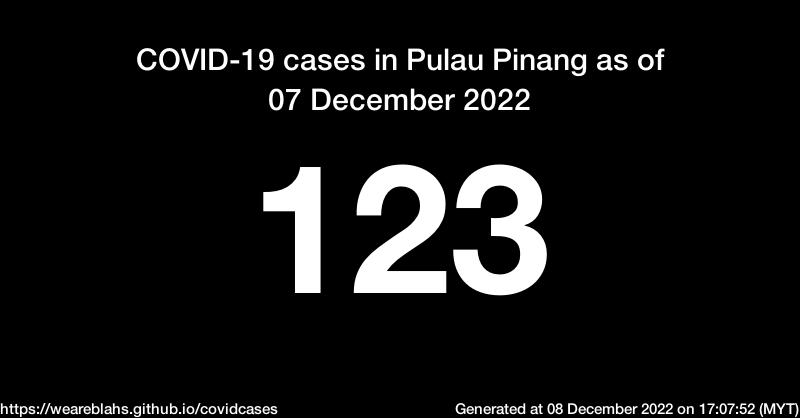 COVID-19 cases in Pulau Pinang as of
07 December 2022
123
https://weareblahs.github.io/covidcases
Generated at 08 December 2022 on 17:07:52 (MYT)